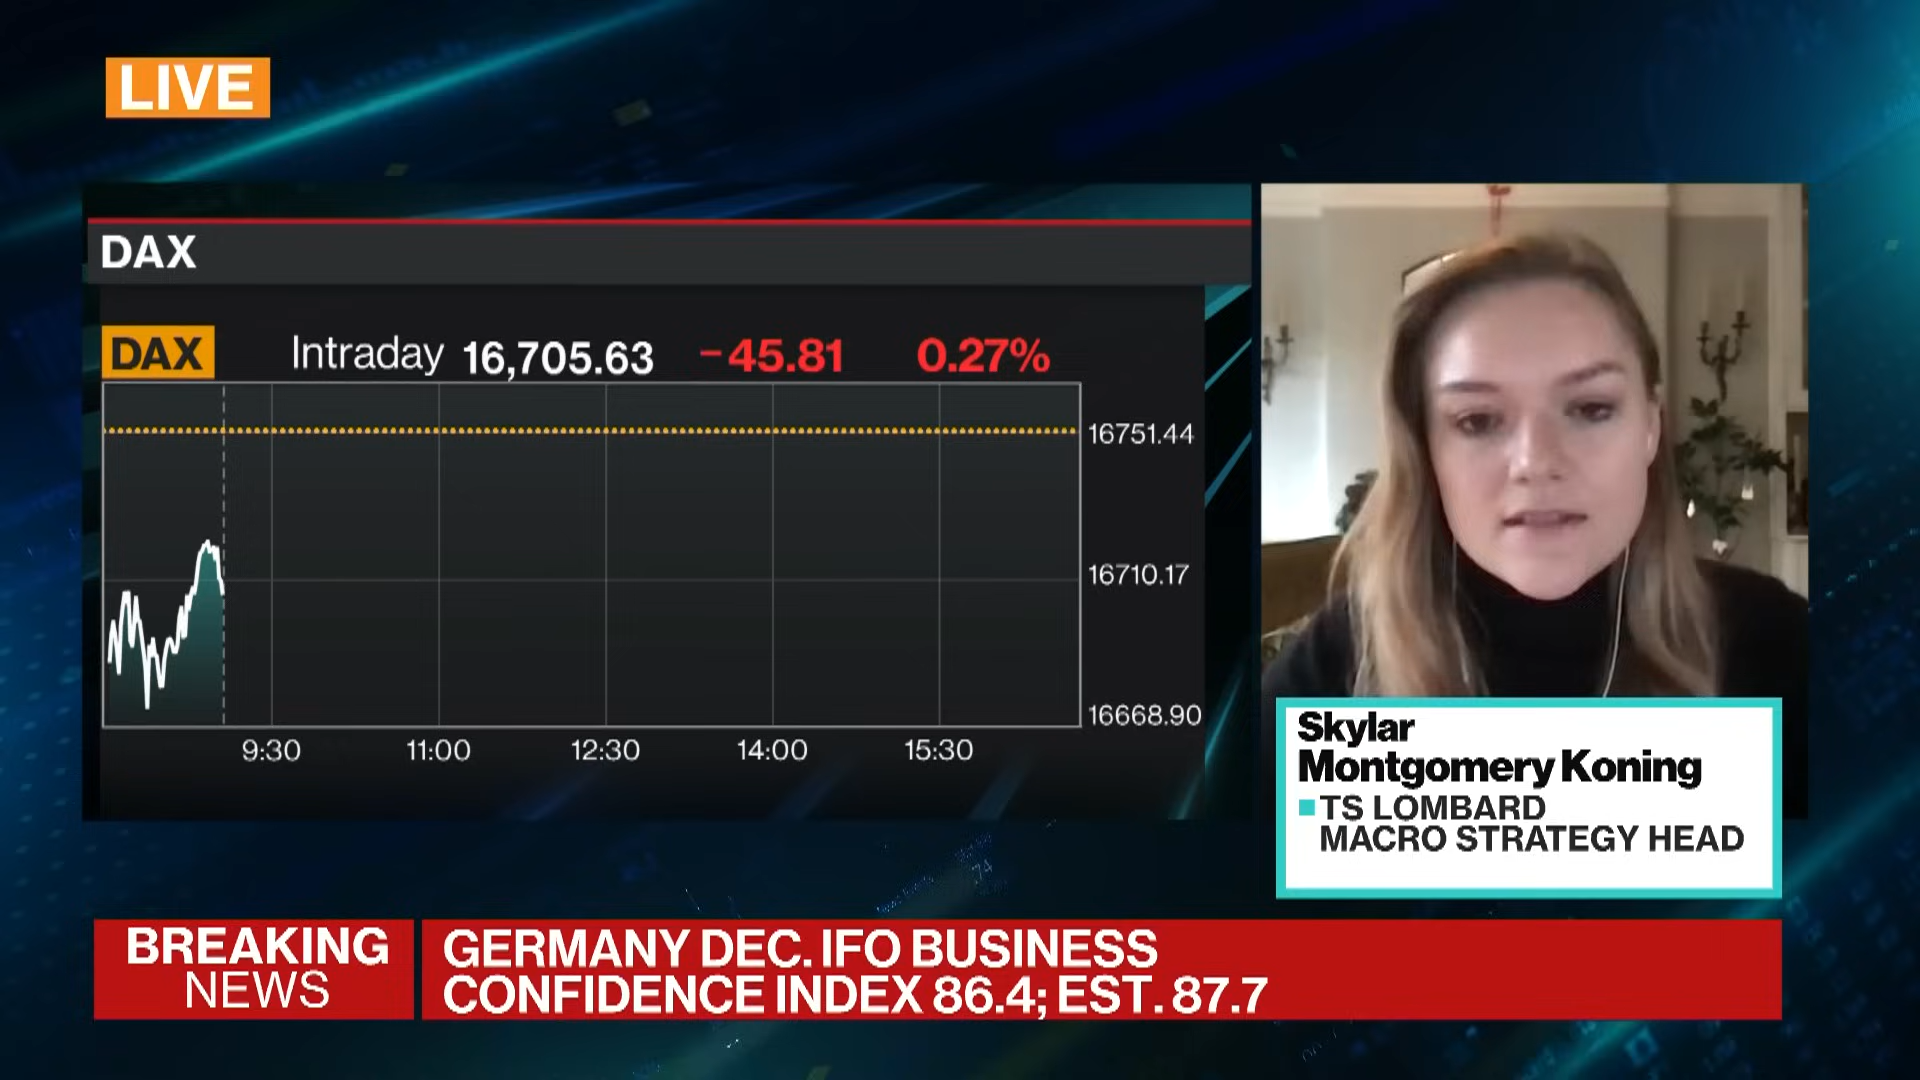 LIVE
DAX
DAX Intraday 16,705.63 −45.81 0.27%
16751.44
16710.17
16668.90
9:30 11:00 12:30 14:00 15:30
Skylar
Montgomery Koning
TS LOMBARD
MACRO STRATEGY HEAD
BREAKING
NEWS
GERMANY DEC. IFO BUSINESS
CONFIDENCE INDEX 86.4; EST. 87.7